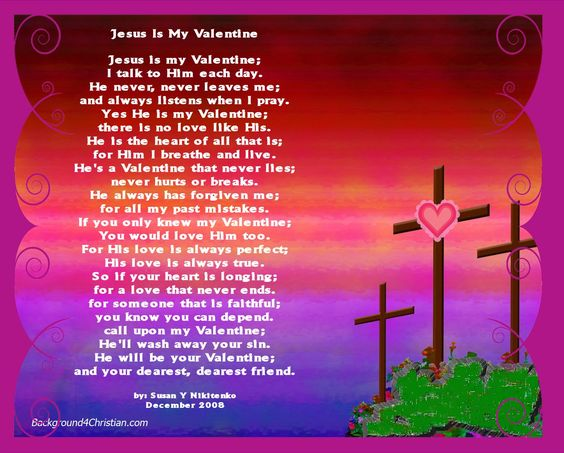 Jesus Is My Valentine
Jesus is my Valentine;
I talk to Him each day.
He never, never leaves me;
and always listens when I pray.
Yes He is my Valentine;
there is no love like His.
He is the heart of all that is;
for Him I breathe and live.
He's a Valentine that never lies;
never hurts or breaks.
He always has forgiven me;
for all my past mistakes.
If you only knew my Valentine;
You would love Him too.
For His love is always perfect;
His love is always true.
So if your heart is longing;
for a love that never ends.
for someone that is faithful;
you know you can depend.
call upon my Valentine;
He'll wash away your sin.
He will be your Valentine;
and your dearest, dearest friend.
by: Susan Y Nikitenko
December 2008
Background4Christian.com